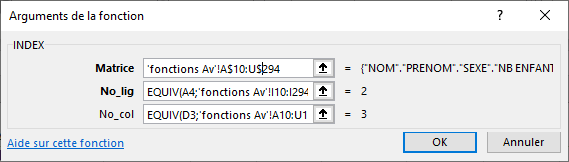 Arguments de la fonction
?
INDEX
Matrice 'fonctions Av'!A$10:U$294 = {"NOM"."PRENOM"."SEXE"."NB ENFANT
No_lig EQUIV(A4;'fonctions Av'!I10:I294 = 2
No_col EQUIV(D3;'fonctions Av'!A10:U1 = 3
Aide sur cette fonction
OK
Annuler